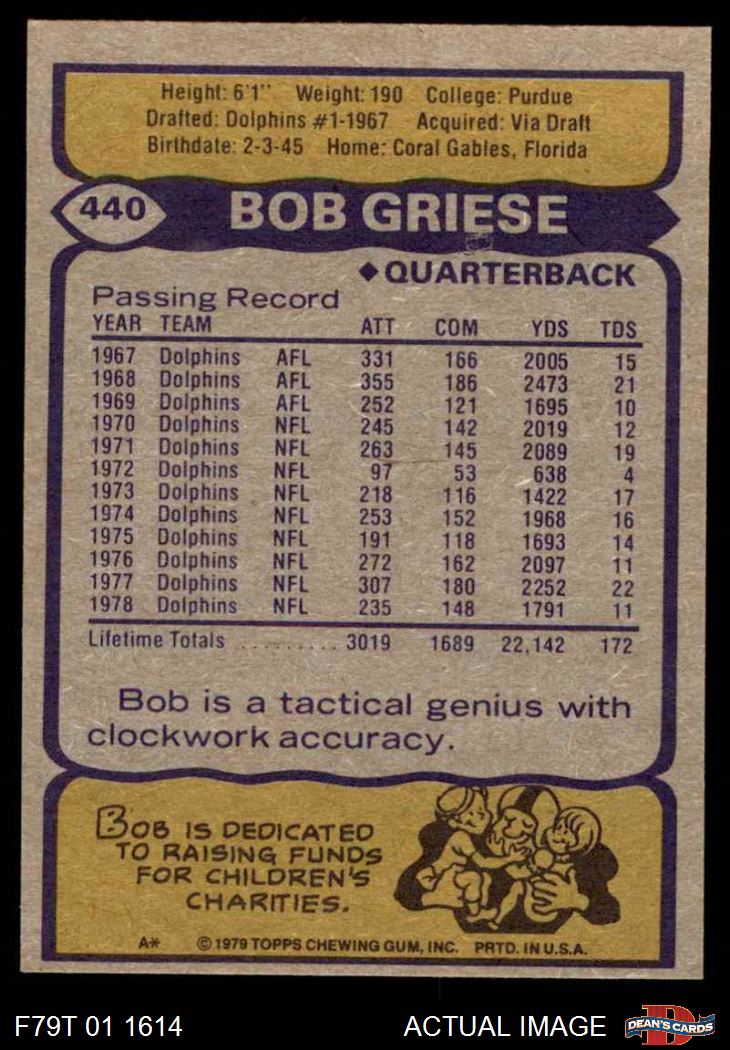 Height: 6'1" Weight: 190 College: Purdue
Drafted: Dolphins #1-1967 Acquired: Via Draft
Birthdate: 2-3-45 Home: Coral Gables, Florida
440 BOB GRIESE
◆QUARTERBACK
Passing Record
YEAR TEAM ATT COM YDS TDS
1967 Dolphins AFL 331 166 2005 15
1968 Dolphins AFL 355 186 2473 21
1969 Dolphins AFL 252 121 1695 10
1970 Dolphins NFL 245 142 2019 12
1971 Dolphins NFL 263 145 2089 19
1972 Dolphins NFL 97 53 638 4
1973 Dolphins NFL 218 116 1422 17
1974 Dolphins NFL 253 152 1968 16
1975 Dolphins NFL 191 118 1693 14
1976 Dolphins NFL 272 162 2097 11
1977 Dolphins NFL 307 180 2252 22
1978 Dolphins NFL 235 148 1791 11
Lifetime Totals .......... 3019 1689 22,142 172
Bob is a tactical genius with
clockwork accuracy.
BOB IS DEDICATED
TO RAISING FUNDS
FOR CHILDREN'S
CHARITIES.
A* © 1979 TOPPS CHEWING GUM, INC. PRTD. IN U.S.A.
F79T 01 1614 ACTUAL IMAGE D DEAN'S CARDS